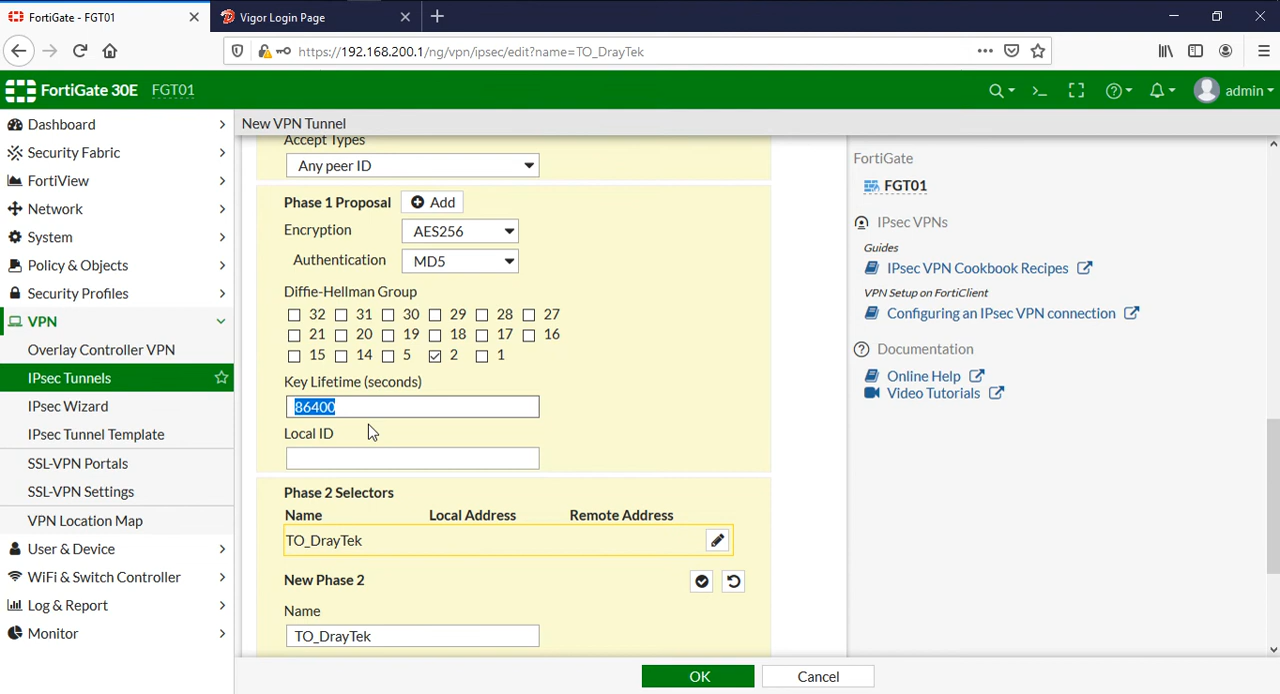 FortiGate - FGT01
Vigor Login Page
https://192.168.200.1/ng/vpn/ipsec/edit?name=TO_DrayTek
FortiGate 30E FGT01
admin
Dashboard
Security Fabric
FortiView
Network
System
Policy & Objects
Security Profiles
VPN
Overlay Controller VPN
IPsec Tunnels
IPsec Wizard
IPsec Tunnel Template
SSL-VPN Portals
SSL-VPN Settings
VPN Location Map
User & Device
WiFi & Switch Controller
Log & Report
Monitor
New VPN Tunnel
Accept Types
Any peer ID
Phase 1 Proposal Add
Encryption AES256
Authentication MD5
Diffie-Hellman Group
32 31 30 29 28 27
21 20 19 18 17 16
15 14 5 2 1
Key Lifetime (seconds)
86400
Local ID
Phase 2 Selectors
Name Local Address Remote Address
TO_DrayTek
New Phase 2
Name
TO_DrayTek
OK Cancel
FortiGate
FGT01
IPsec VPNs
Guides
IPsec VPN Cookbook Recipes
VPN Setup on FortiClient
Configuring an IPsec VPN connection
Documentation
Online Help
Video Tutorials